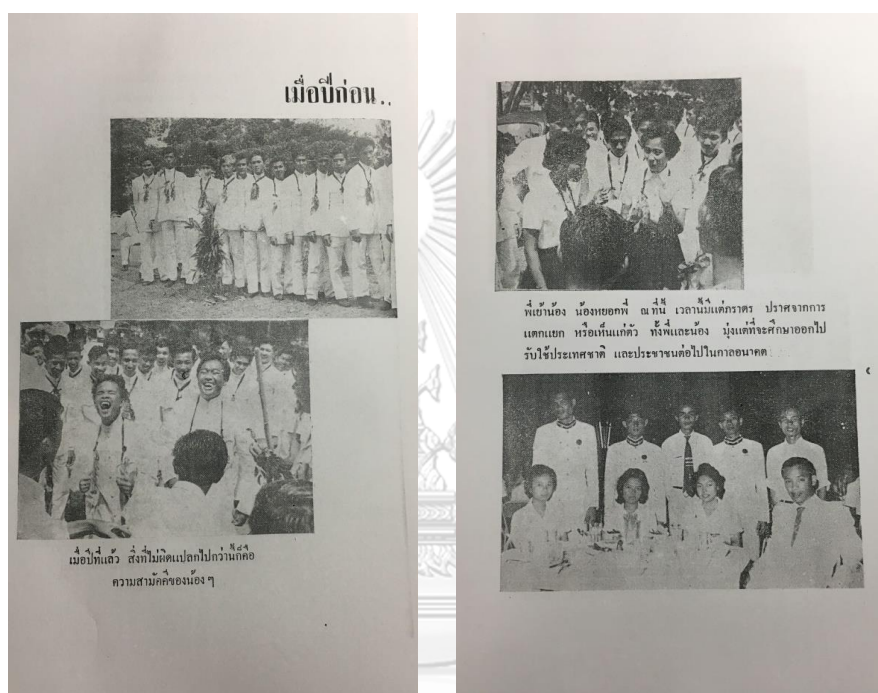 เมื่อปีก่อน..
เมื่อปีที่แล้ว สิ่งที่ไม่ผิดแปลกไปกว่านี้ก็คือ
ความสามัคคีของน้อง ๆ
พี่เย้าน้อง น้องหยอกพี่ ณ ที่นี้ เวลานั้มีแต่ภราดร ปราศจากการ
แตกแยก หรือเห็นแก่ตัว ทั้งพี่และน้อง มุ่งแต่ที่จะศึกษาออกไป
รับใช้ประเทศชาติ และประชาชนต่อไปในกาลอนาคต